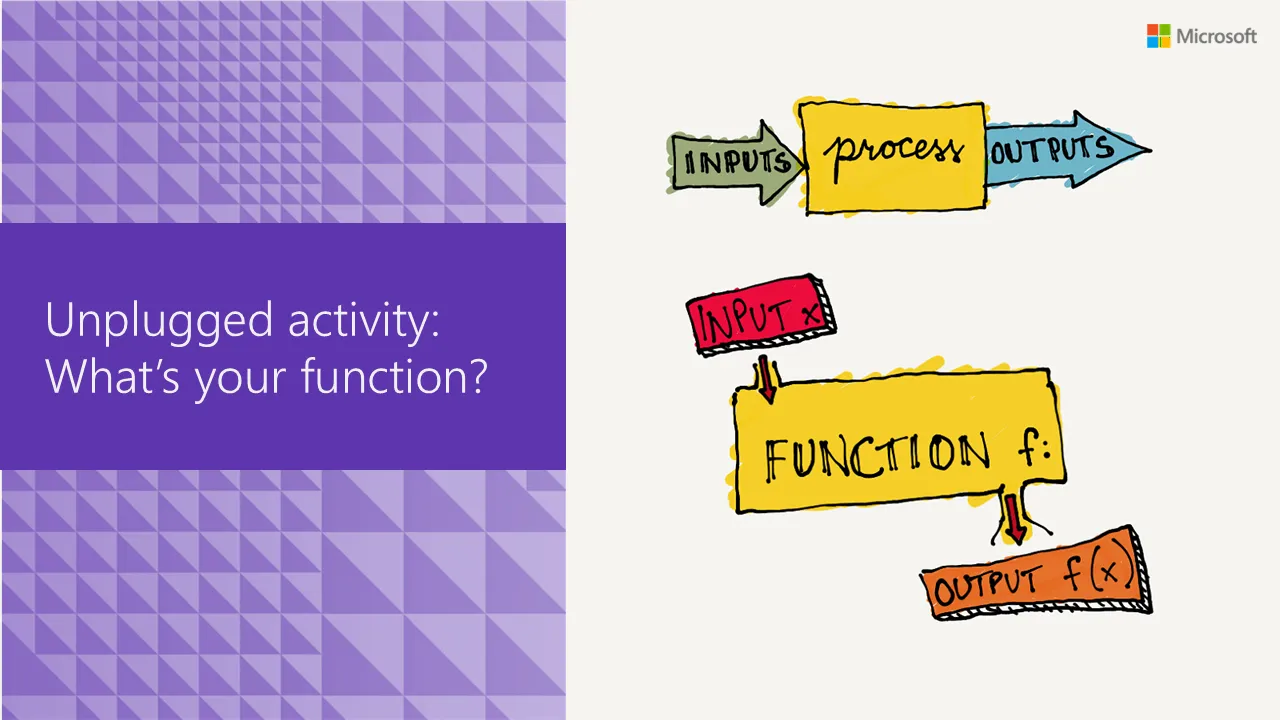 Microsoft
INPUTS process OUTPUTS
Unplugged activity:
What's your function?
INPUT x
FUNCTION f:
OUTPUT f(x)